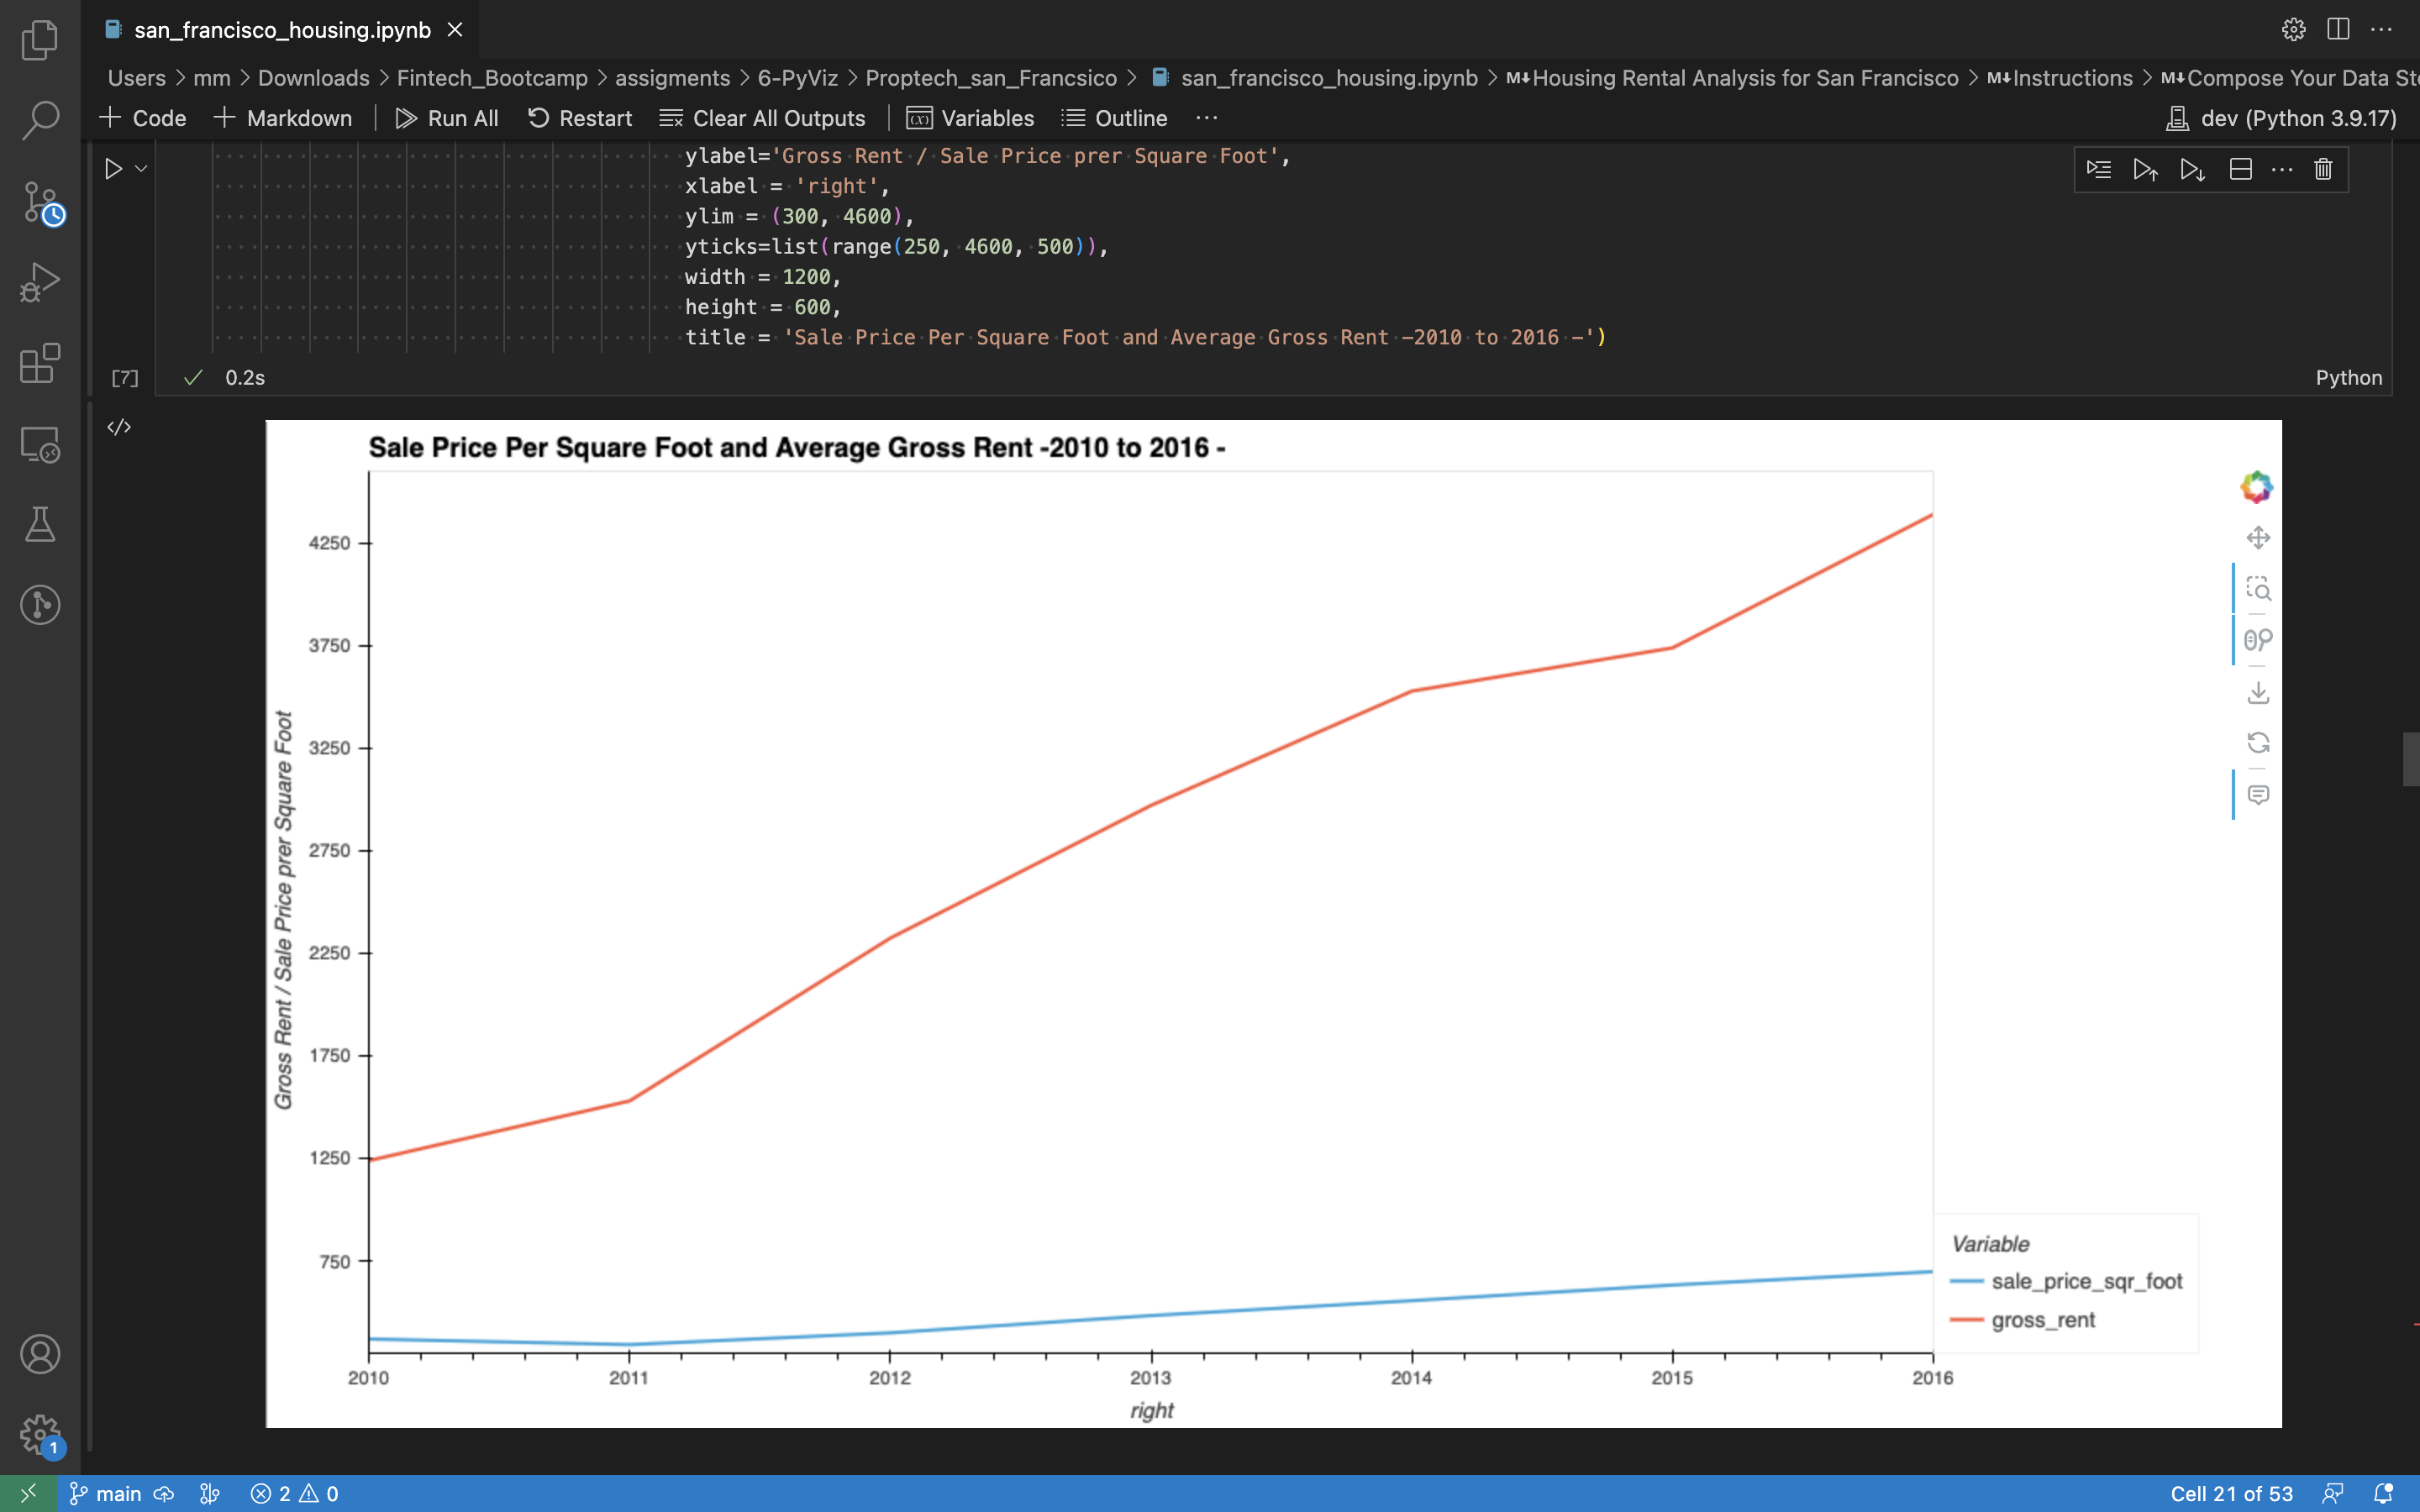 san_francisco_housing.ipynb
Users > mm > Downloads > Fintech_Bootcamp > assigments > 6-PyViz > Proptech_san_Francsico > san_francisco_housing.ipynb > M↓Housing Rental Analysis for San Francisco > M↓Instructions > M↓Compose Your Data Sto
+ Code + Markdown Run All Restart Clear All Outputs Variables Outline ··· dev (Python 3.9.17)
ylabel='Gross Rent / Sale Price prer Square Foot',
xlabel = 'right',
ylim = (300, 4600),
yticks=list(range(250, 4600, 500)),
width = 1200,
height = 600,
title = 'Sale Price Per Square Foot and Average Gross Rent -2010 to 2016 -')
[7] 0.2s Python
Sale Price Per Square Foot and Average Gross Rent -2010 to 2016 -
Gross Rent / Sale Price prer Square Foot
4250
3750
3250
2750
2250
1750
1250
750
Variable
sale_price_sqr_foot
gross_rent
2010 2011 2012 2013 2014 2015 2016
right
1
main 2 0 Cell 21 of 53